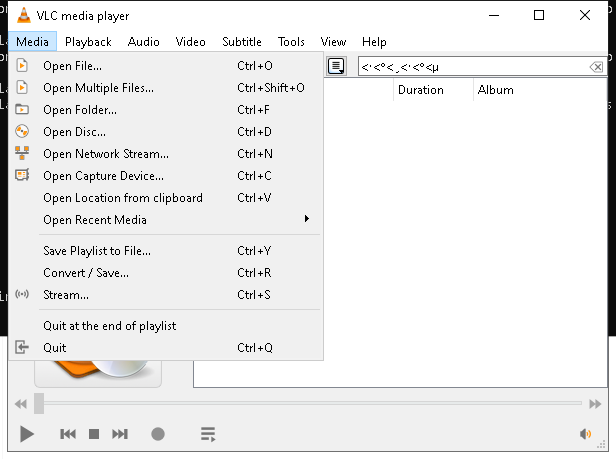 VLC media player
Media Playback Audio Video Subtitle Tools View Help
Open File... Ctrl+O
Open Multiple Files... Ctrl+Shift+O
Open Folder... Ctrl+F
Open Disc... Ctrl+D
Open Network Stream... Ctrl+N
Open Capture Device... Ctrl+C
Open Location from clipboard Ctrl+V
Open Recent Media
Save Playlist to File... Ctrl+Y
Convert / Save... Ctrl+R
Stream... Ctrl+S
Quit at the end of playlist
Quit Ctrl+Q
Duration Album